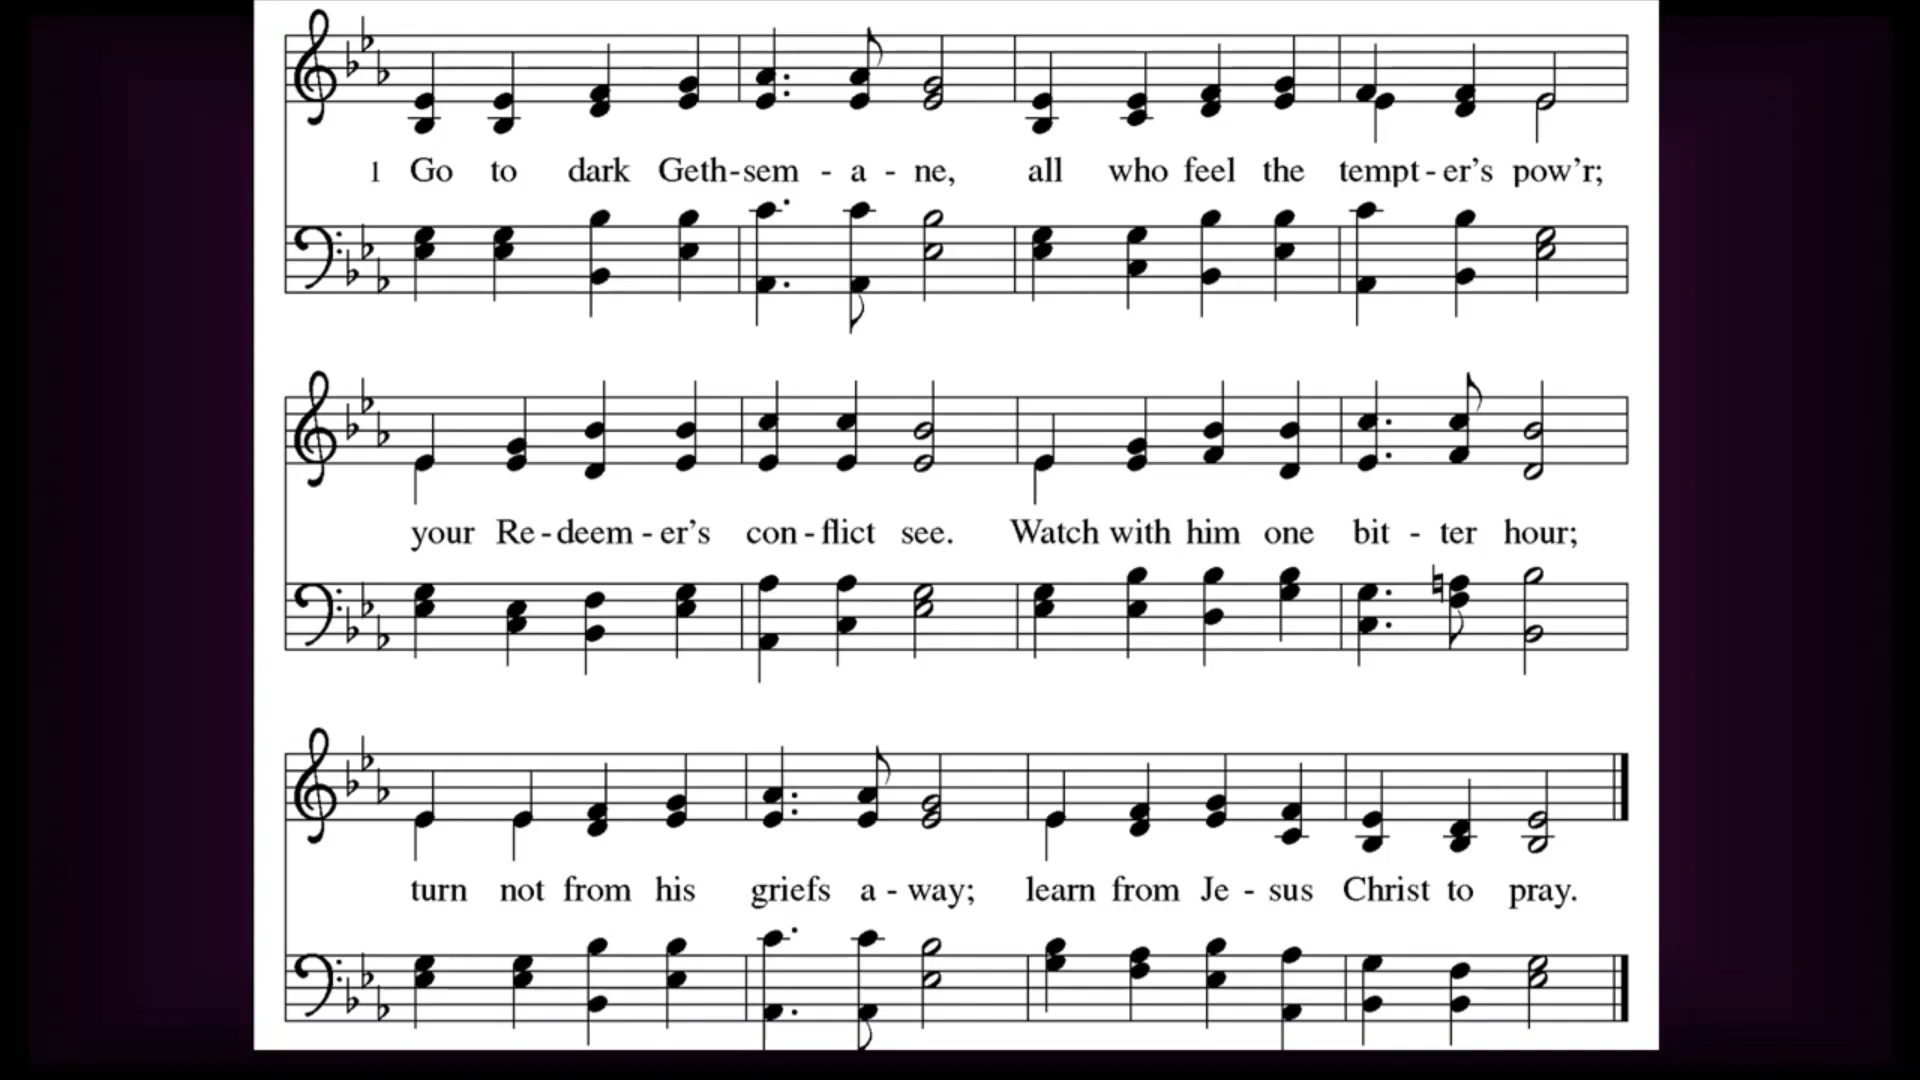 1 Go to dark Geth-sem - a - ne, all who feel the tempt - er’s pow’r;
your Re - deem - er’s con - flict see. Watch with him one bit - ter hour;
turn not from his griefs a - way; learn from Je - sus Christ to pray.